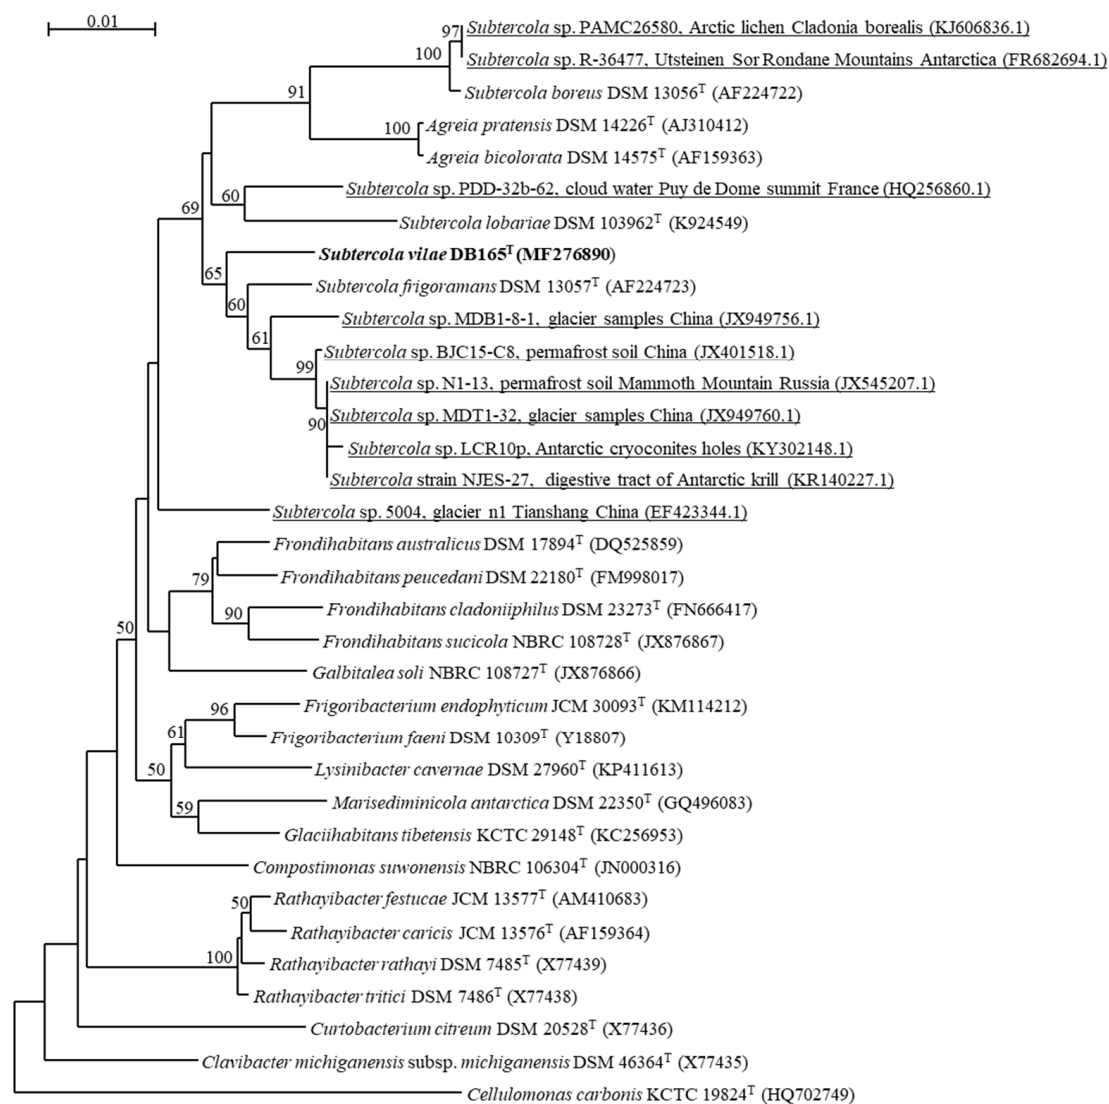 0.01
97
Subtercola sp. PAMC26580, Arctic lichen Cladonia borealis (KJ606836.1)
100
Subtercola sp. R-36477, Utsteinen Sor Rondane Mountains Antarctica (FR682694.1)
91
Subtercola boreus DSM 13056T (AF224722)
100
Agreia pratensis DSM 14226T (AJ310412)
Agreia bicolorata DSM 14575T (AF159363)
60
Subtercola sp. PDD-32b-62, cloud water Puy de Dome summit France (HQ256860.1)
69
Subtercola lobariae DSM 103962T (K924549)
Subtercola vilae DB165T (MF276890)
65
Subtercola frigoramans DSM 13057T (AF224723)
60
Subtercola sp. MDB1-8-1, glacier samples China (JX949756.1)
61
Subtercola sp. BJC15-C8, permafrost soil China (JX401518.1)
99
Subtercola sp. N1-13, permafrost soil Mammoth Mountain Russia (JX545207.1)
Subtercola sp. MDT1-32, glacier samples China (JX949760.1)
90
Subtercola sp. LCR10p, Antarctic cryoconites holes (KY302148.1)
Subtercola strain NJES-27, digestive tract of Antarctic krill (KR140227.1)
Subtercola sp. 5004, glacier n1 Tianshang China (EF423344.1)
Frondihabitans australicus DSM 17894T (DQ525859)
79
Frondihabitans peucedani DSM 22180T (FM998017)
90
Frondihabitans cladoniiphilus DSM 23273T (FN666417)
50
Frondihabitans sucicola NBRC 108728T (JX876867)
Galbitalea soli NBRC 108727T (JX876866)
96
Frigoribacterium endophyticum JCM 30093T (KM114212)
61
Frigoribacterium faeni DSM 10309T (Y18807)
50
Lysinibacter cavernae DSM 27960T (KP411613)
59
Marisediminicola antarctica DSM 22350T (GQ496083)
Glaciihabitans tibetensis KCTC 29148T (KC256953)
Compostimonas suwonensis NBRC 106304T (JN000316)
50
Rathayibacter festucae JCM 13577T (AM410683)
Rathayibacter caricis JCM 13576T (AF159364)
100
Rathayibacter rathayi DSM 7485T (X77439)
Rathayibacter tritici DSM 7486T (X77438)
Curtobacterium citreum DSM 20528T (X77436)
Clavibacter michiganensis subsp. michiganensis DSM 46364T (X77435)
Cellulomonas carbonis KCTC 19824T (HQ702749)